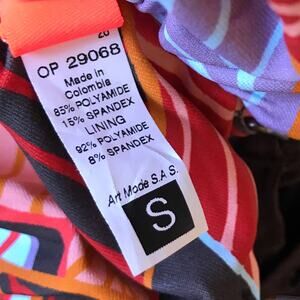 20
OP 29068
Made in
Colombia
85% POLYAMIDE
15% SPANDEX
LINING
92% POLYAMIDE
8% SPANDEX
Art Mode S.A.S.
S